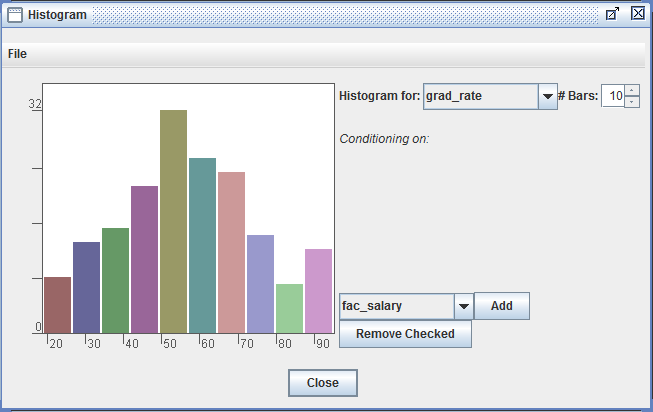 Histogram
File
32
0
20 30 40 50 60 70 80 90
Histogram for: grad_rate # Bars: 10
Conditioning on:
fac_salary Add
Remove Checked
Close